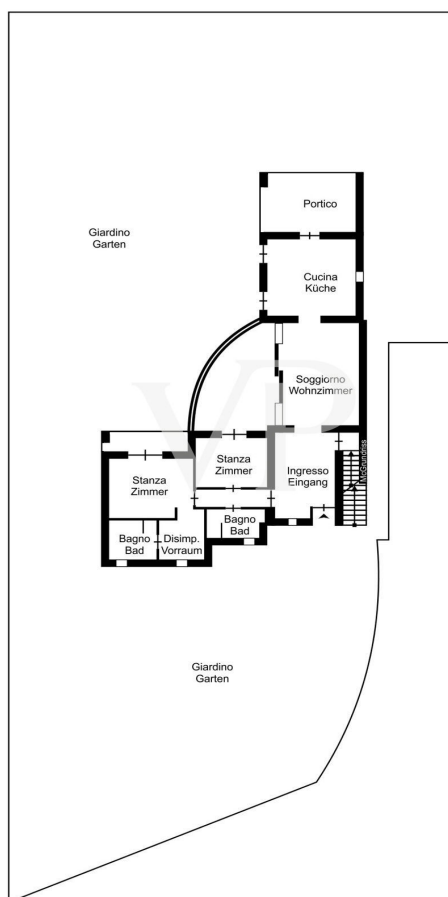 Portico
Giardino
Garten
Cucina
Küche
Soggiorno
Wohnzimmer
VP
Stanza
Zimmer
Ingresso
Eingang
Stanza
Zimmer
Bagno
Bad
Bagno
Bad
Disimp.
Vorraum
Giardino
Garten